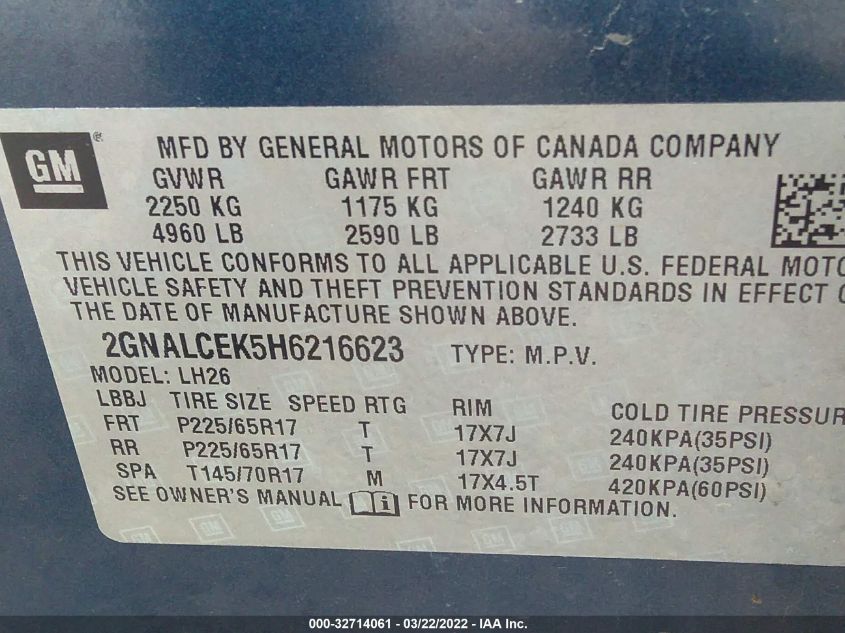 GM®
MFD BY GENERAL MOTORS OF CANADA COMPANY
GVWR GAWR FRT GAWR RR
2250 KG 1175 KG 1240 KG
4960 LB 2590 LB 2733 LB
THIS VEHICLE CONFORMS TO ALL APPLICABLE U.S. FEDERAL MOTO
VEHICLE SAFETY AND THEFT PREVENTION STANDARDS IN EFFECT O
THE DATE OF MANUFACTURE SHOWN ABOVE.
2GNALCEK5H6216623 TYPE: M.P.V.
MODEL: LH26
LBBJ TIRE SIZE SPEED RTG RIM COLD TIRE PRESSUR
FRT P225/65R17 T 17X7J 240KPA(35PSI)
RR P225/65R17 T 17X7J 240KPA(35PSI)
SPA T145/70R17 M 17X4.5T 420KPA(60PSI)
SEE OWNER'S MANUAL i FOR MORE INFORMATION.
000-32714061 - 03/22/2022 - IAA Inc.